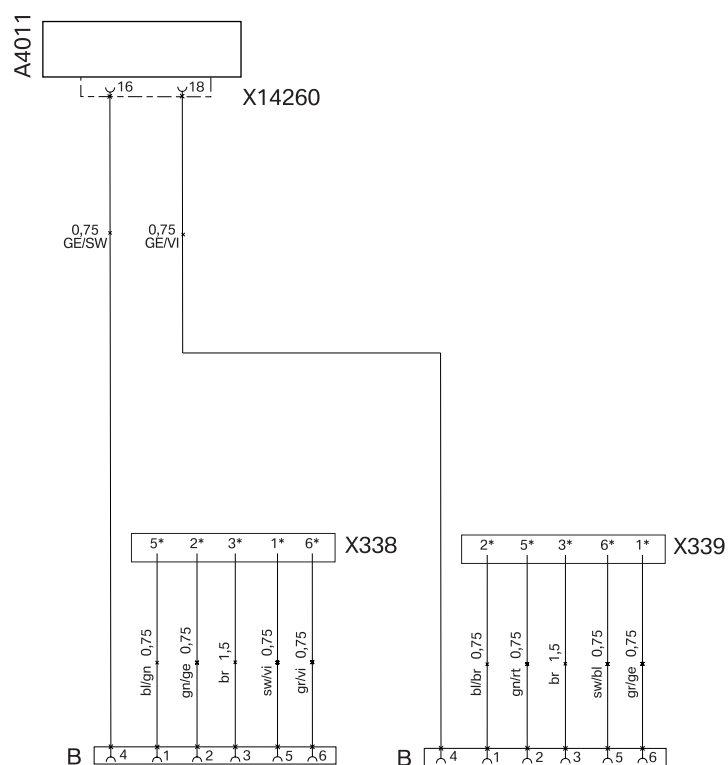 A4011
16 18
X14260
0,75 0,75
GE/SW GE/VI
5* 2* 3* 1* 6* X338
2* 5* 3* 6* 1* X339
bl/gn 0,75
gn/ge 0,75
br 1,5
sw/vi 0,75
gr/vi 0,75
bl/br 0,75
gn/rt 0,75
br 1,5
sw/bl 0,75
gr/ge 0,75
B 4 1 2 3 5 6
B 4 1 2 3 5 6